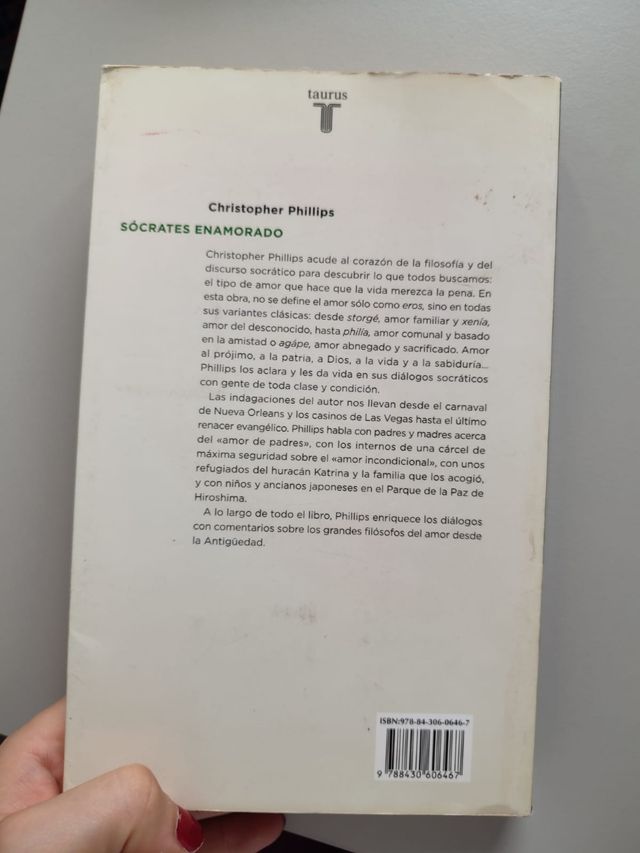 taurus
Christopher Phillips
SÓCRATES ENAMORADO
Christopher Phillips acude al corazón de la filosofía y del
discurso socrático para descubrir lo que todos buscamos:
el tipo de amor que hace que la vida merezca la pena. En
esta obra, no se define el amor sólo como eros, sino en todas
sus variantes clásicas: desde storgé, amor familiar y xenía,
amor del desconocido, hasta philía, amor comunal y basado
en la amistad o agápe, amor abnegado y sacrificado. Amor
al prójimo, a la patria, a Dios, a la vida y a la sabiduría...
Phillips los aclara y les da vida en sus diálogos socráticos
con gente de toda clase y condición.
Las indagaciones del autor nos llevan desde el carnaval
de Nueva Orleans y los casinos de Las Vegas hasta el último
renacer evangélico. Phillips habla con padres y madres acerca
del «amor de padres», con los internos de una cárcel de
máxima seguridad sobre el «amor incondicional», con unos
refugiados del huracán Katrina y la familia que los acogió,
y con niños y ancianos japoneses en el Parque de la Paz de
Hiroshima.
A lo largo de todo el libro, Phillips enriquece los diálogos
con comentarios sobre los grandes filósofos del amor desde
la Antigüedad.
ISBN:978-84-306-0646-7
9 788430 606467